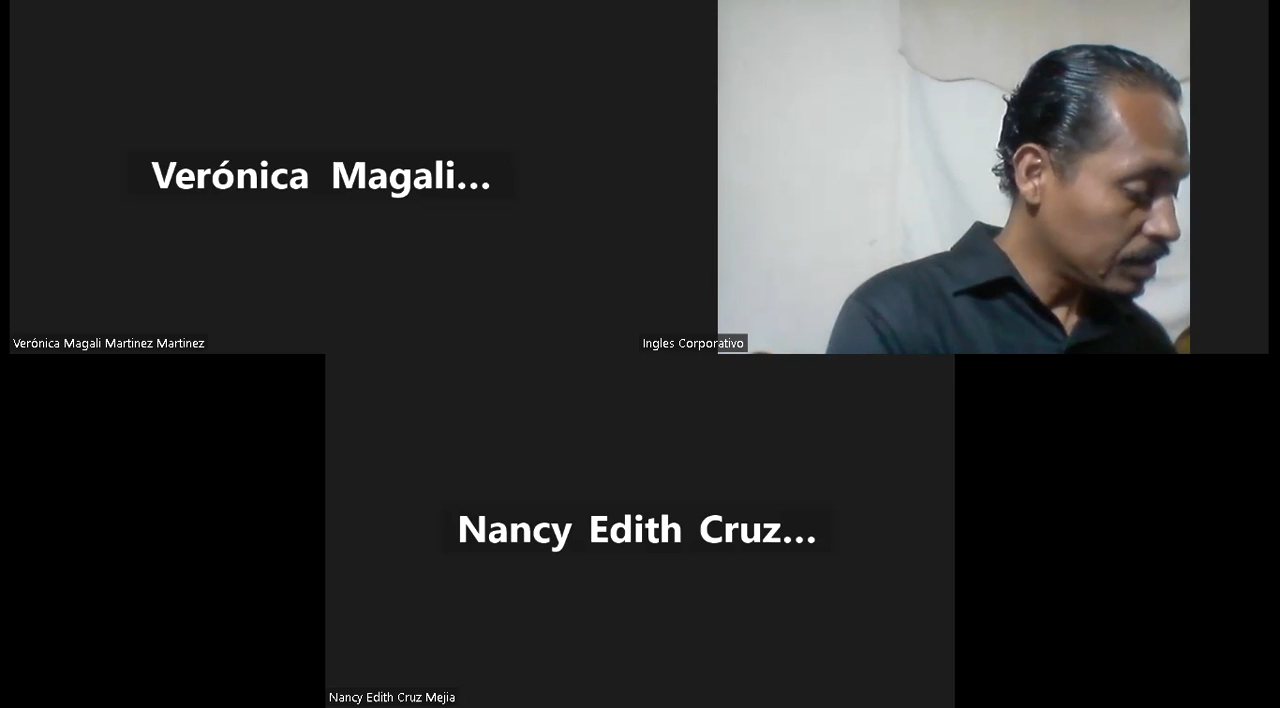 Verónica Magali...
Verónica Magali Martinez Martinez
Ingles Corporativo
Nancy Edith Cruz...
Nancy Edith Cruz Mejia